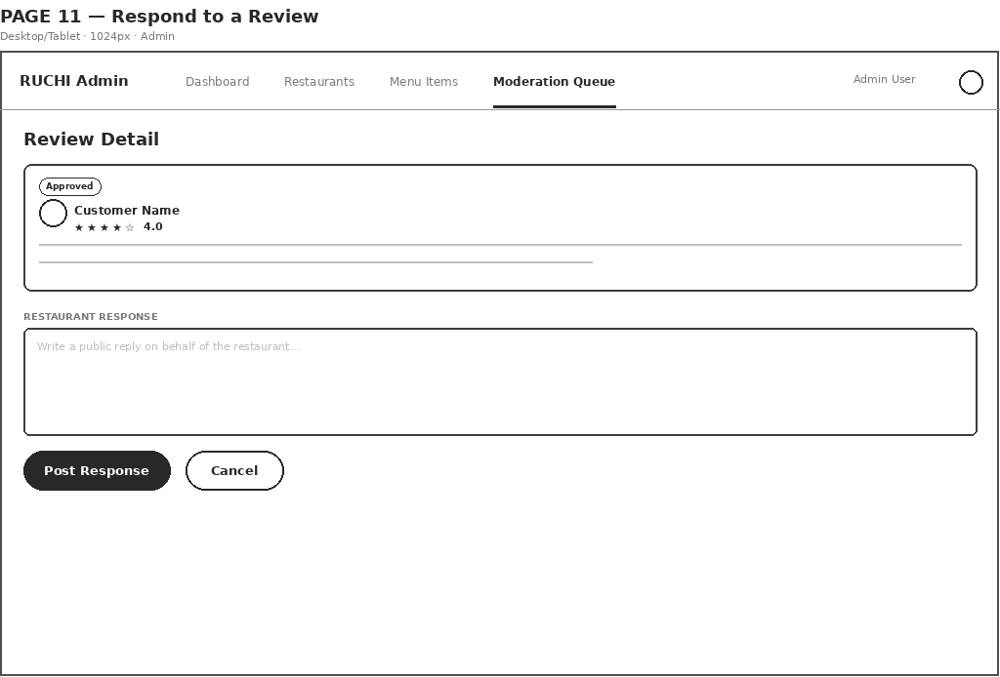 PAGE 11 — Respond to a Review
Desktop/Tablet · 1024px · Admin
RUCHI Admin Dashboard Restaurants Menu Items Moderation Queue Admin User
Review Detail
Approved
Customer Name
★ ★ ★ ★ ☆ 4.0
RESTAURANT RESPONSE
Write a public reply on behalf of the restaurant...
Post Response Cancel